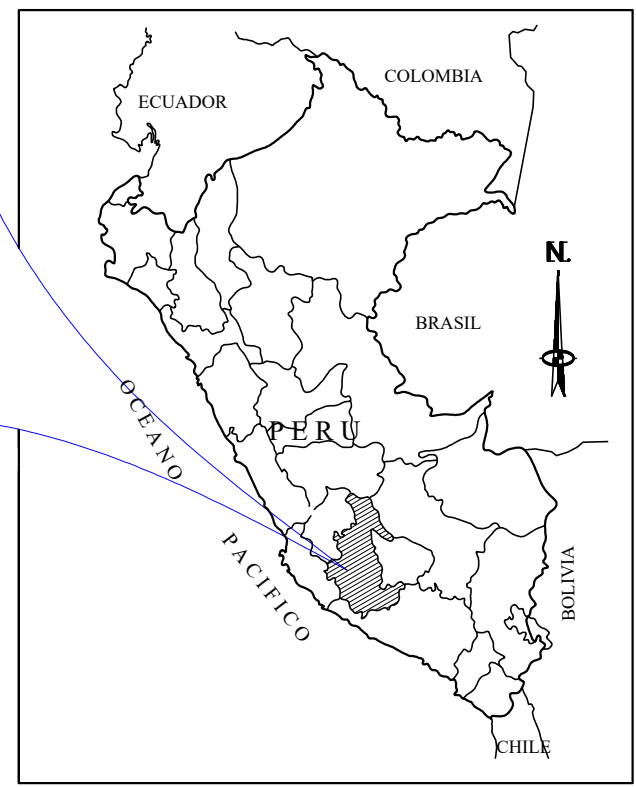 COLOMBIA
ECUADOR
N.
BRASIL
OCEANO
PERU
PACIFICO
BOLIVIA
CHILE